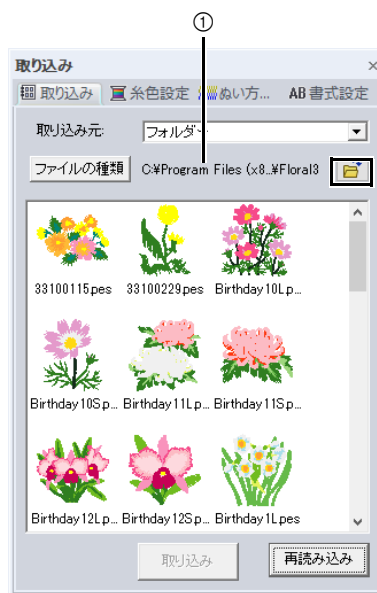 ①
取り込み ×
取り込み 糸色設定 ぬい方... AB 書式設定
取り込み元: フォルダー
ファイルの種類 C:¥Program Files (x8..¥Floral3
33100115.pes 33100229.pes Birthday10Lp...
Birthday10Sp... Birthday11Lp... Birthday11Sp...
Birthday12Lp... Birthday12Sp... Birthday1L.pes
取り込み 再読み込み